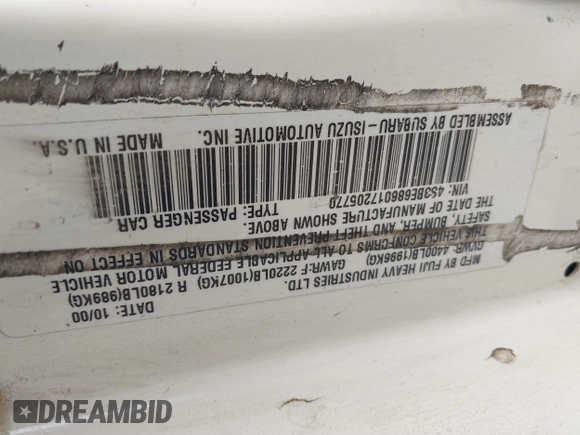 MFD BY FUJI HEAVY INDUSTRIES LTD. DATE: 10/00
GVWR: 4400LB(1996KG) GAWR:F 2220LB(1007KG) R 2180LB(989KG)
THIS VEHICLE CONFORMS TO ALL APPLICABLE FEDERAL MOTOR VEHICLE
SAFETY, BUMPER, AND THEFT PREVENTION STANDARDS IN EFFECT ON
THE DATE OF MANUFACTURE SHOWN ABOVE.
VIN: 4S3BE686017205770 TYPE: PASSENGER CAR
ASSEMBLED BY SUBARU-ISUZU AUTOMOTIVE INC. MADE IN U.S.A.
DREAMBID